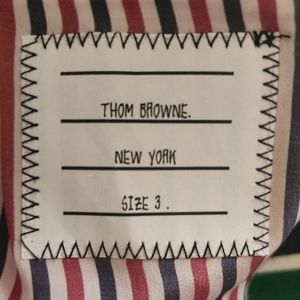 THOM BROWNE.
NEW YORK
SIZE 3 .